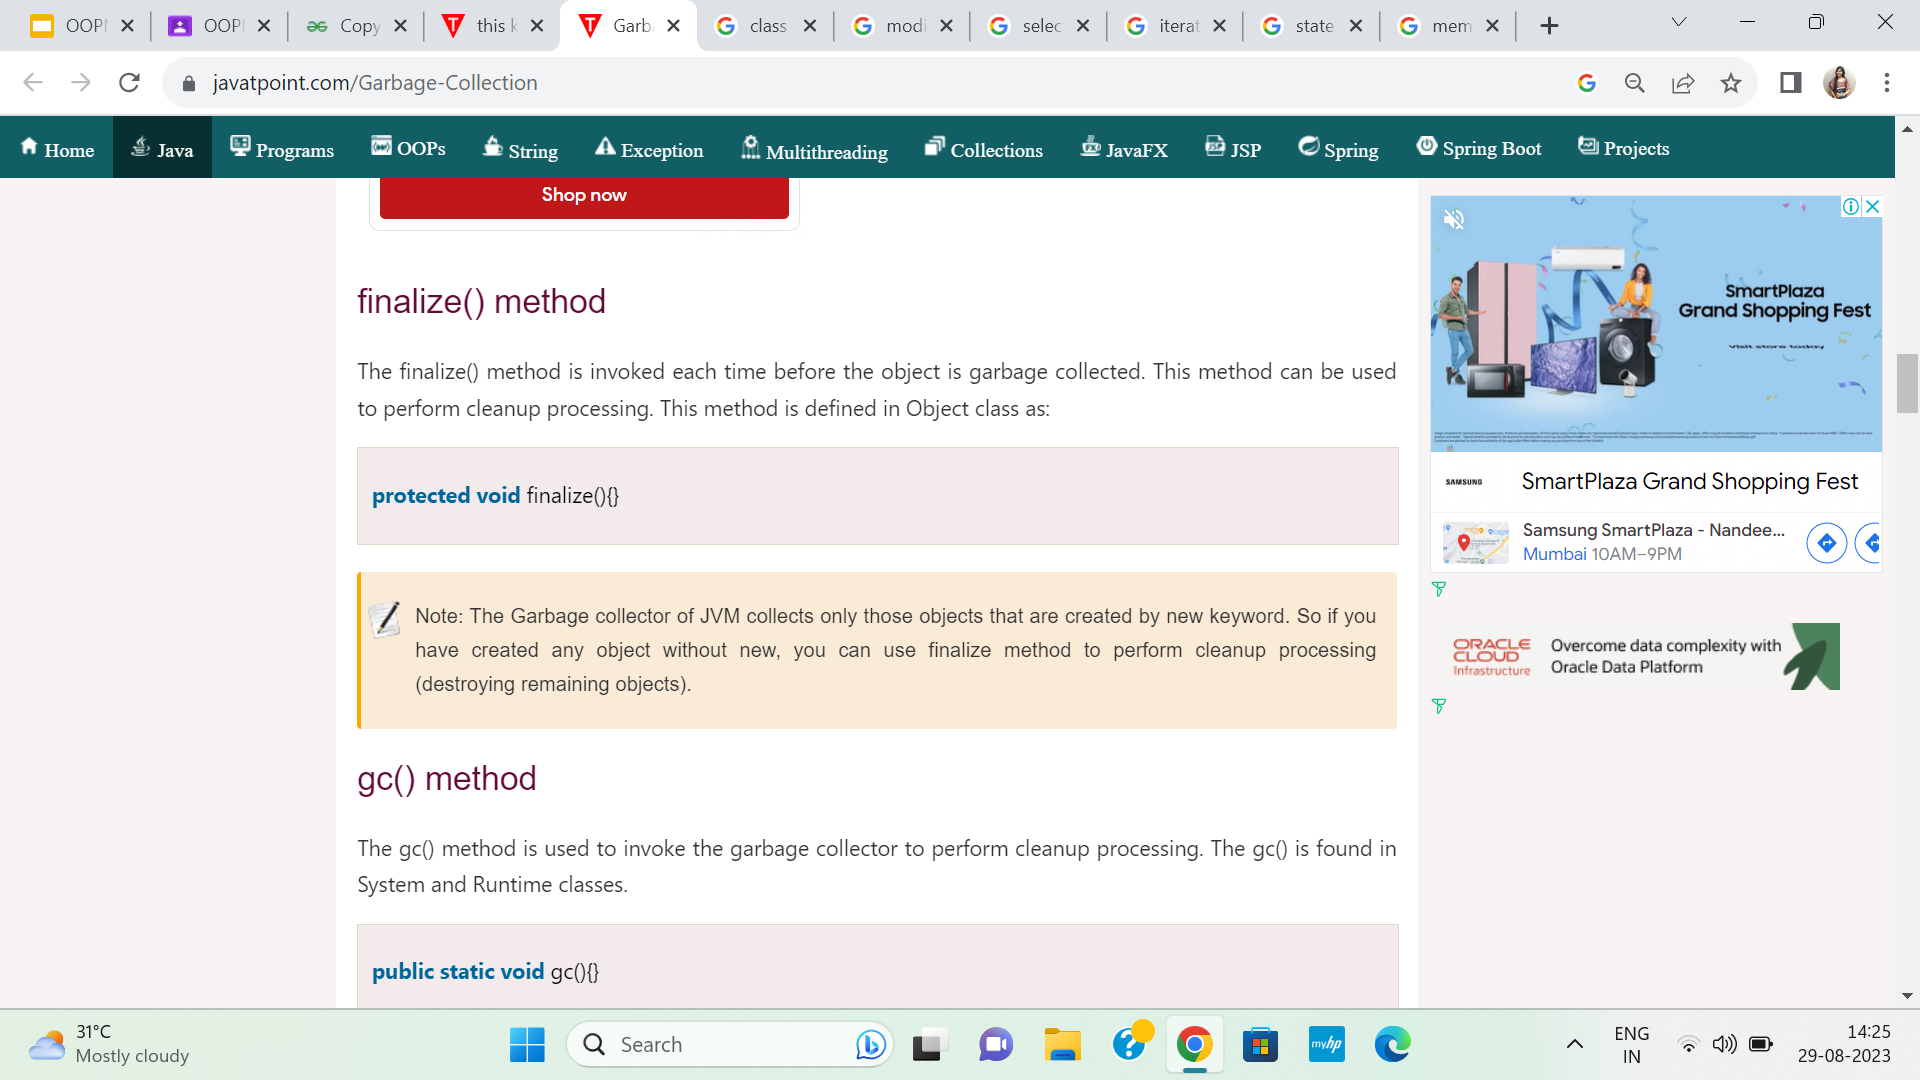 OOPI
OOPI
Copy
this k
Garba
class
modi
selec
iterat
state
mem
javatpoint.com/Garbage-Collection
Home
Java
Programs
OOPs
String
Exception
Multithreading
Collections
JavaFX
JSP
Spring
Spring Boot
Projects
Shop now
finalize() method
The finalize() method is invoked each time before the object is garbage collected. This method can be used
to perform cleanup processing. This method is defined in Object class as:
protected void finalize(){}
Note: The Garbage collector of JVM collects only those objects that are created by new keyword. So if you
have created any object without new, you can use finalize method to perform cleanup processing
(destroying remaining objects).
gc() method
The gc() method is used to invoke the garbage collector to perform cleanup processing. The gc() is found in
System and Runtime classes.
public static void gc(){}
SmartPlaza
Grand Shopping Fest
Visit store today
SAMSUNG
SmartPlaza Grand Shopping Fest
Samsung SmartPlaza - Nandee...
Mumbai 10AM–9PM
ORACLE
CLOUD
Infrastructure
Overcome data complexity with
Oracle Data Platform
31°C
Mostly cloudy
Search
myhp
ENG
IN
14:25
29-08-2023